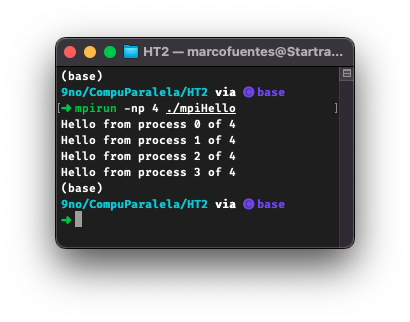 HT2 — marcofuentes@Startra...
(base)
9no/CompuParalela/HT2 via C base
[➜ mpirun -np 4 ./mpiHello ]
Hello from process 0 of 4
Hello from process 1 of 4
Hello from process 2 of 4
Hello from process 3 of 4
(base)
9no/CompuParalela/HT2 via C base
➜